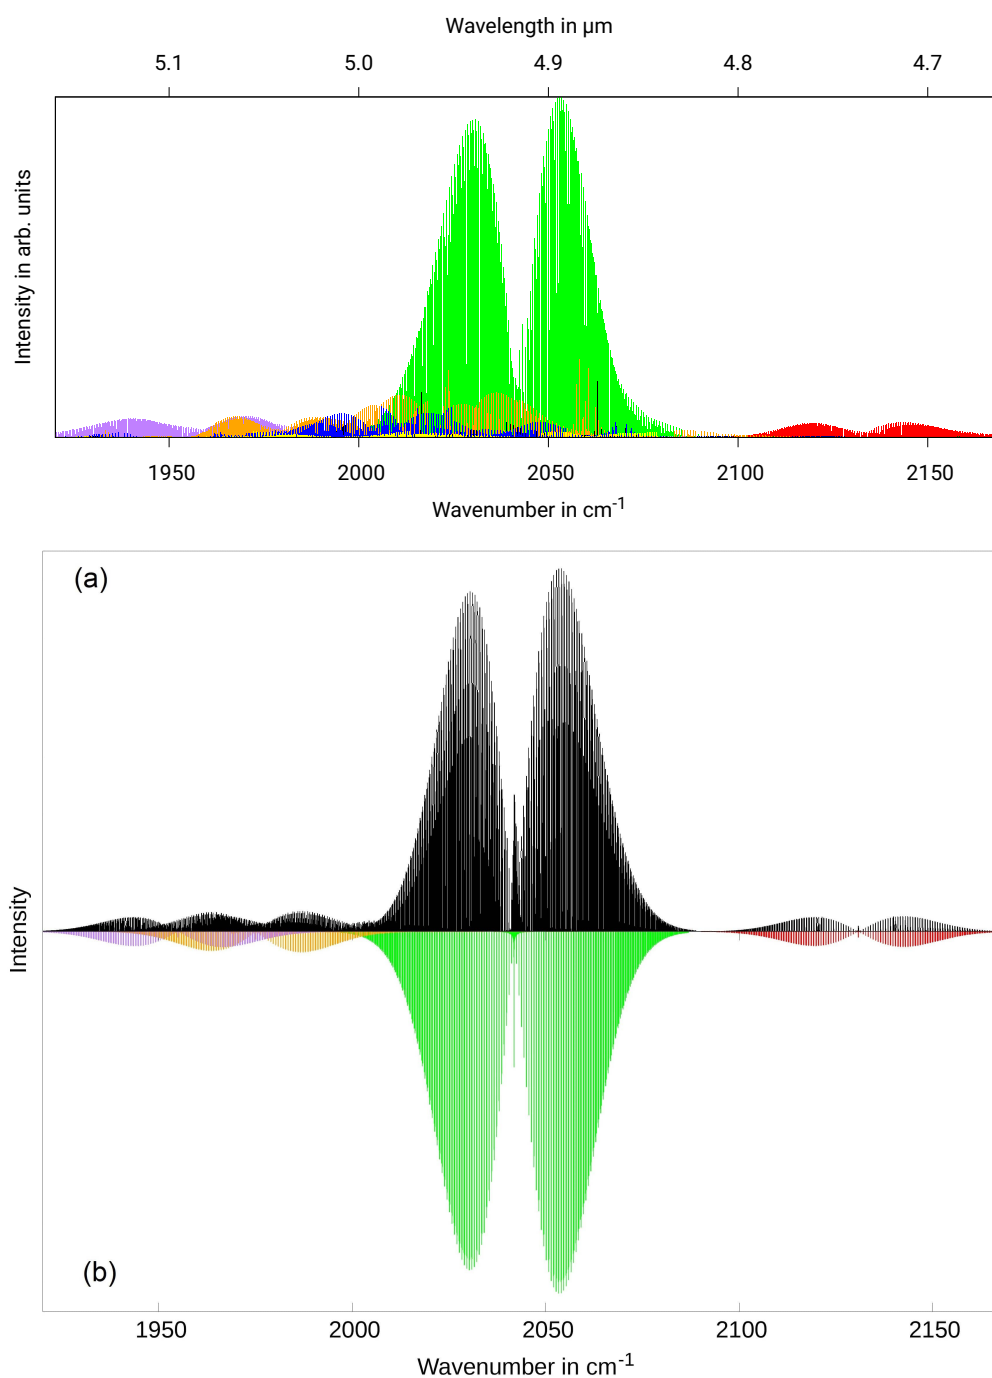 Wavelength in µm
5.1 5.0 4.9 4.8 4.7
Intensity in arb. units
1950 2000 2050 2100 2150
Wavenumber in cm-1
(a)
Intensity
(b)
1950 2000 2050 2100 2150
Wavenumber in cm-1